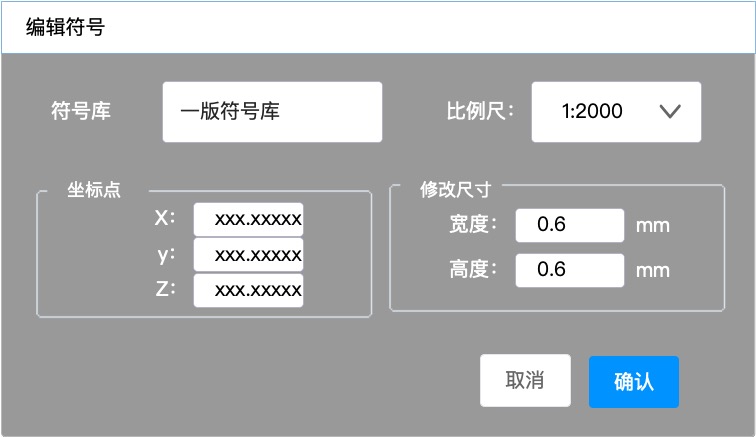 编辑符号
符号库 一版符号库 比例尺： 1:2000
坐标点
X： xxx.xxxxx
y： xxx.xxxxx
Z： xxx.xxxxx
修改尺寸
宽度： 0.6 mm
高度： 0.6 mm
取消 确认